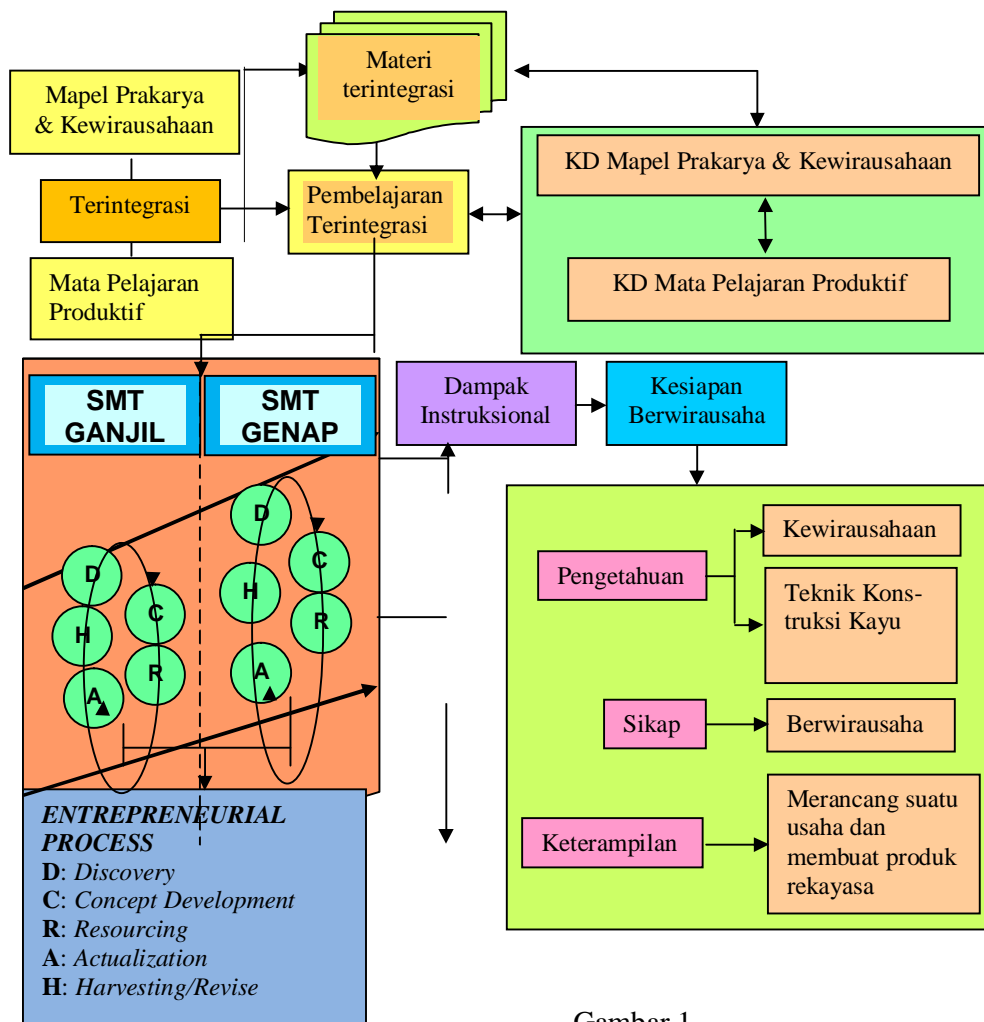 Materi
terintegrasi
Mapel Prakarya
& Kewirausahaan
KD Mapel Prakarya & Kewirausahaan
Terintegrasi
Pembelajaran
Terintegrasi
Mata Pelajaran
Produktif
KD Mata Pelajaran Produktif
SMT
GANJIL
SMT
GENAP
Dampak
Instruksional
Kesiapan
Berwirausaha
D
C
H
R
A
D
C
H
R
A
Pengetahuan
Kewirausahaan
Teknik Kons-
truksi Kayu
Sikap
Berwirausaha
Keterampilan
Merancang suatu
usaha dan
membuat produk
rekayasa
ENTREPRENEURIAL
PROCESS
D: Discovery
C: Concept Development
R: Resourcing
A: Actualization
H: Harvesting/Revise
Gambar 1